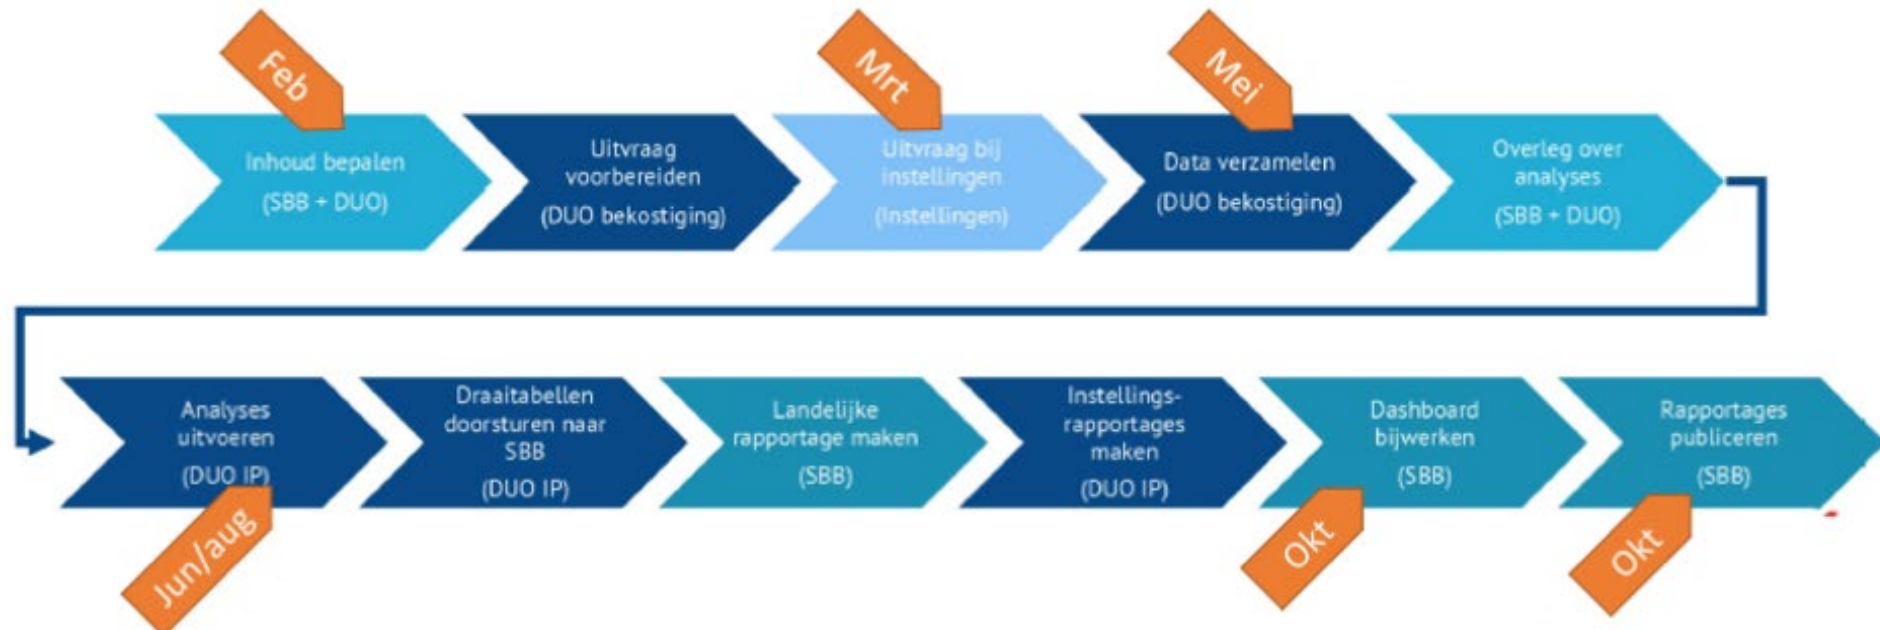 Feb
Mrt
Mei
Inhoud bepalen
(SBB + DUO)
Uitvraag
voorbereiden
(DUO bekostiging)
Uitvraag bij
instellingen
(Instellingen)
Data verzamelen
(DUO bekostiging)
Overleg over
analyses
(SBB + DUO)
Analyses
uitvoeren
(DUO IP)
Draaitabellen
doorsturen naar
SBB
(DUO IP)
Landelijke
rapportage maken
(SBB)
Instellings-
rapportages
maken
(DUO IP)
Dashboard
bijwerken
(SBB)
Rapportages
publiceren
(SBB)
Jun/aug
Okt
Okt